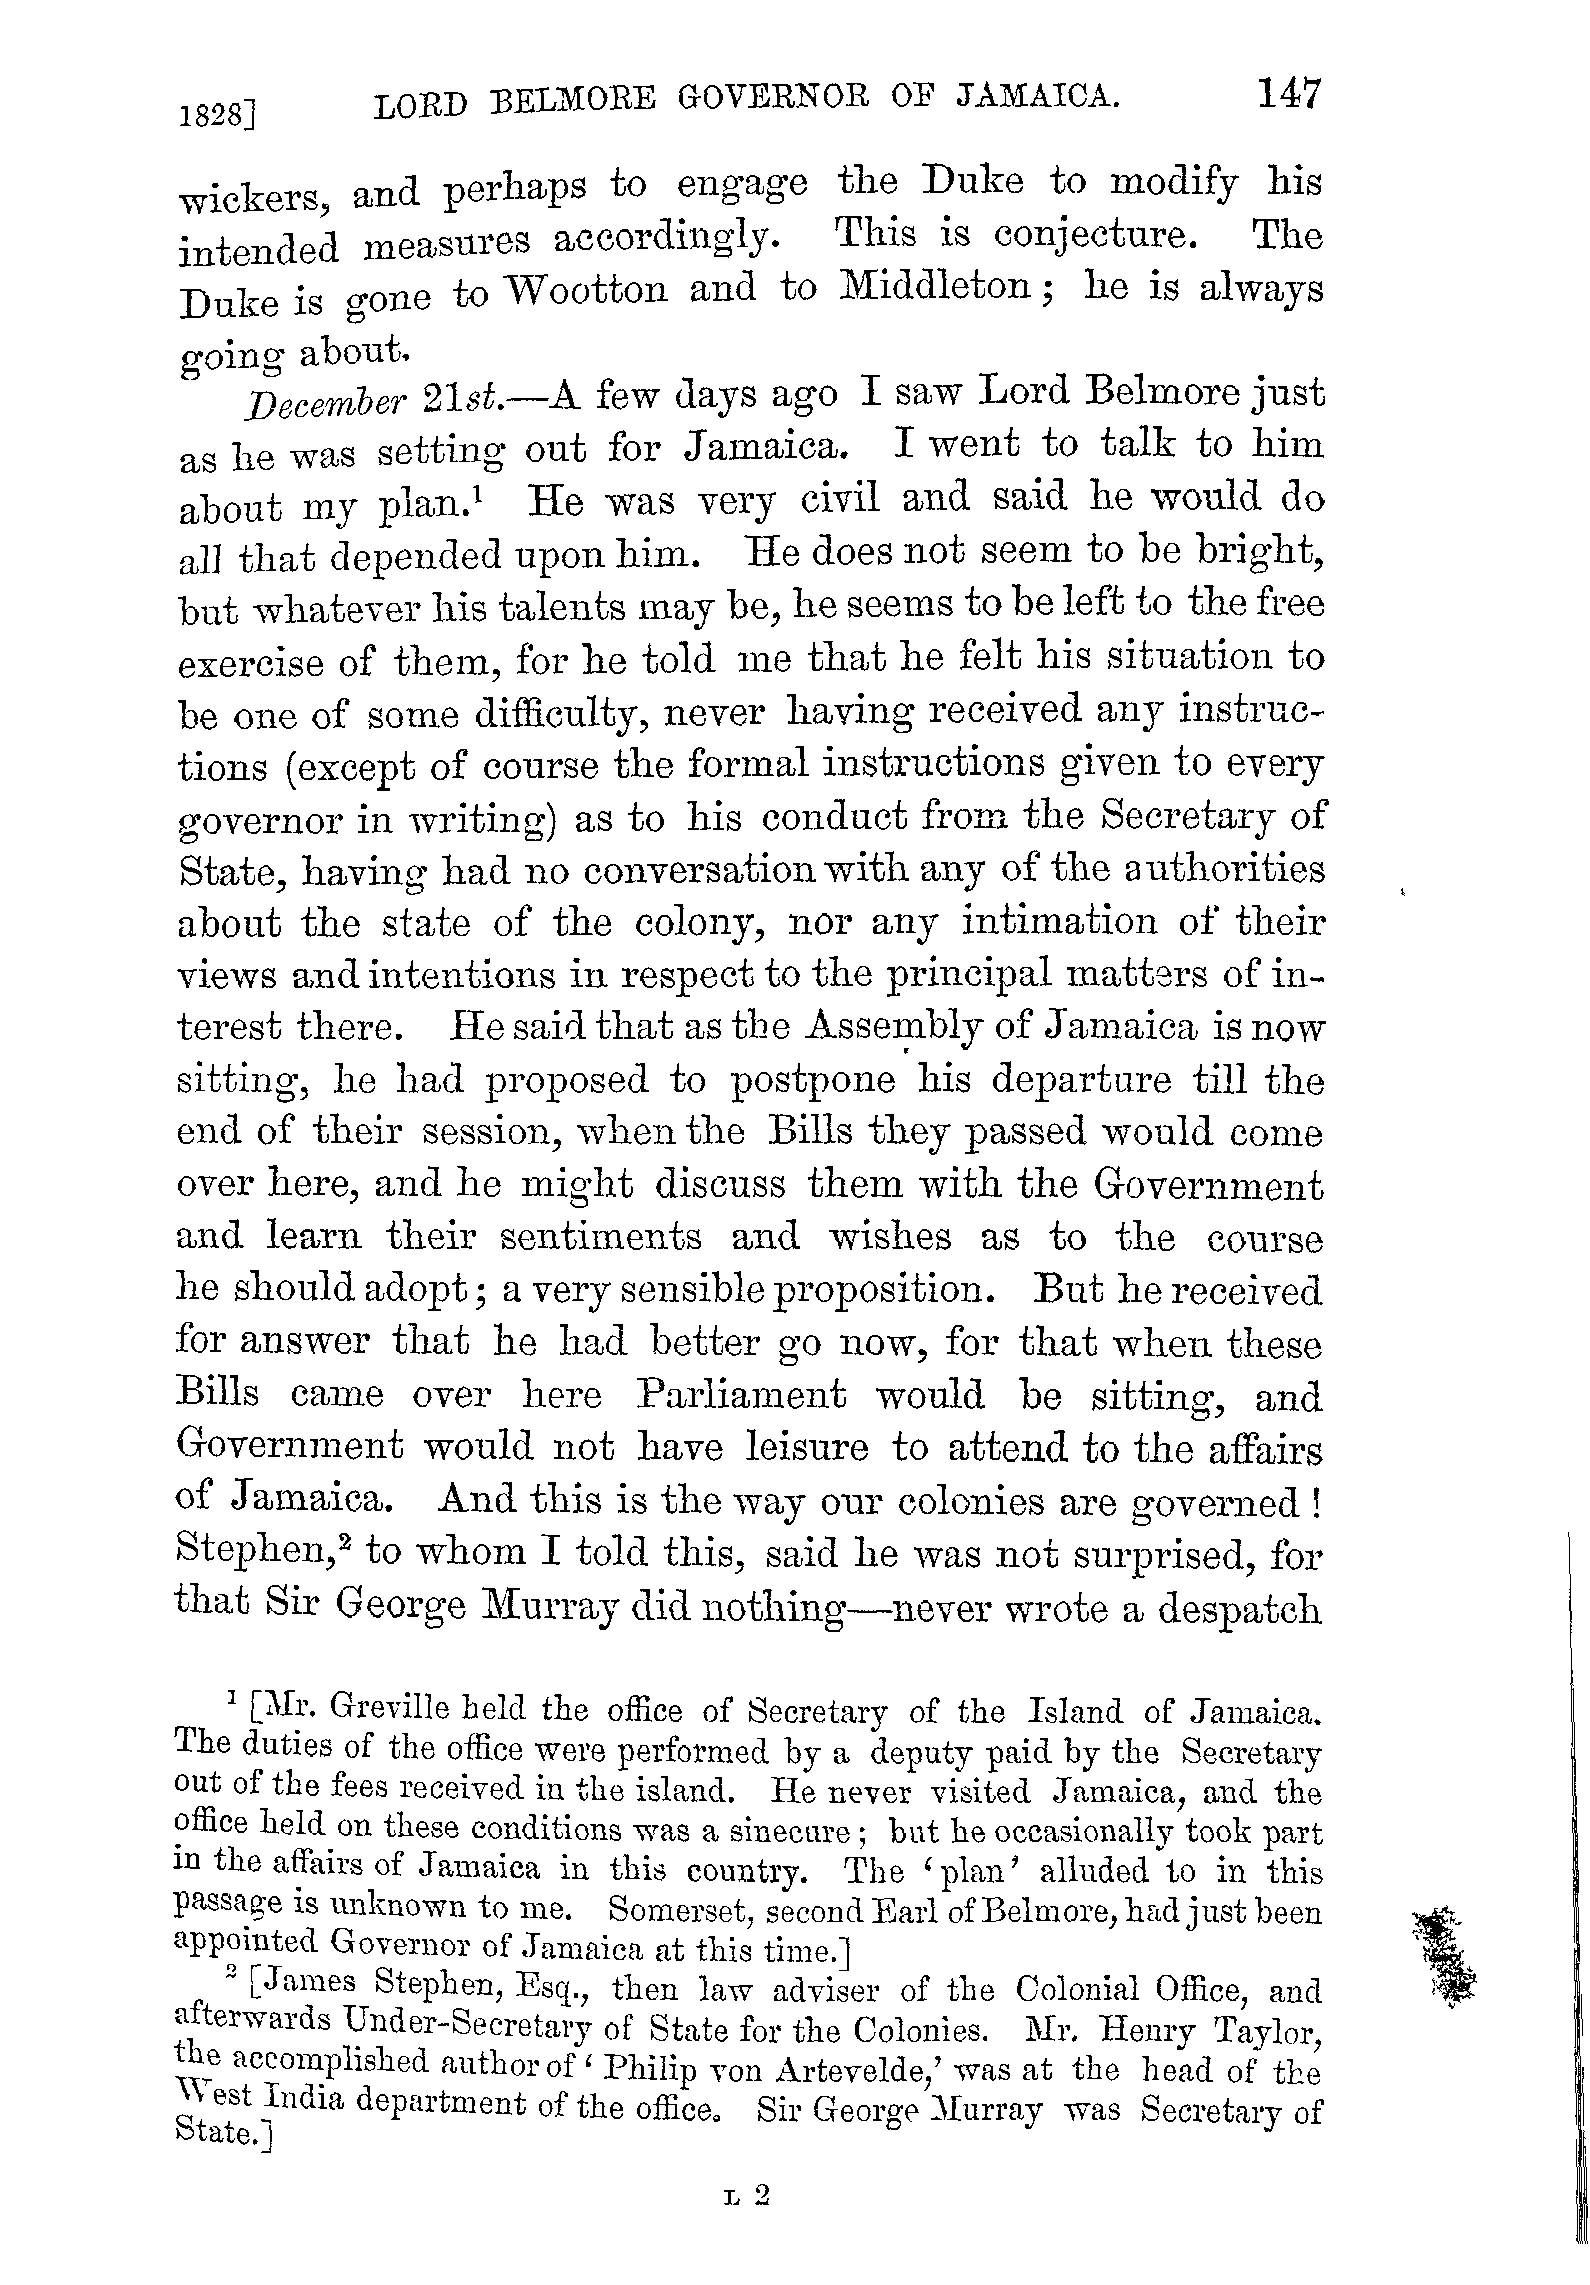 1828] LORD BELMORE GOVERNOR OF JAMAICA. 147
wickers, and perhaps to engage the Duke to modify his
intended measures accordingly. This is conjecture. The
Duke is gone to Wootton and to Middleton; he is always
going about.
December 21st.—A few days ago I saw Lord Belmore just
as he was setting out for Jamaica. I went to talk to him
about my plan.¹ He was very civil and said he would do
all that depended upon him. He does not seem to be bright,
but whatever his talents may be, he seems to be left to the free
exercise of them, for he told me that he felt his situation to
be one of some difficulty, never having received any instruc-
tions (except of course the formal instructions given to every
governor in writing) as to his conduct from the Secretary of
State, having had no conversation with any of the authorities
about the state of the colony, nor any intimation of their
views and intentions in respect to the principal matters of in-
terest there. He said that as the Assembly of Jamaica is now
sitting, he had proposed to postpone his departure till the
end of their session, when the Bills they passed would come
over here, and he might discuss them with the Government
and learn their sentiments and wishes as to the course
he should adopt; a very sensible proposition. But he received
for answer that he had better go now, for that when these
Bills came over here Parliament would be sitting, and
Government would not have leisure to attend to the affairs
of Jamaica. And this is the way our colonies are governed!
Stephen,² to whom I told this, said he was not surprised, for
that Sir George Murray did nothing—never wrote a despatch
¹ [Mr. Greville held the office of Secretary of the Island of Jamaica.
The duties of the office were performed by a deputy paid by the Secretary
out of the fees received in the island. He never visited Jamaica, and the
office held on these conditions was a sinecure; but he occasionally took part
in the affairs of Jamaica in this country. The 'plan' alluded to in this
passage is unknown to me. Somerset, second Earl of Belmore, had just been
appointed Governor of Jamaica at this time.]
² [James Stephen, Esq., then law adviser of the Colonial Office, and
afterwards Under-Secretary of State for the Colonies. Mr. Henry Taylor,
the accomplished author of 'Philip von Artevelde,' was at the head of the
West India department of the office. Sir George Murray was Secretary of
State.]
L 2